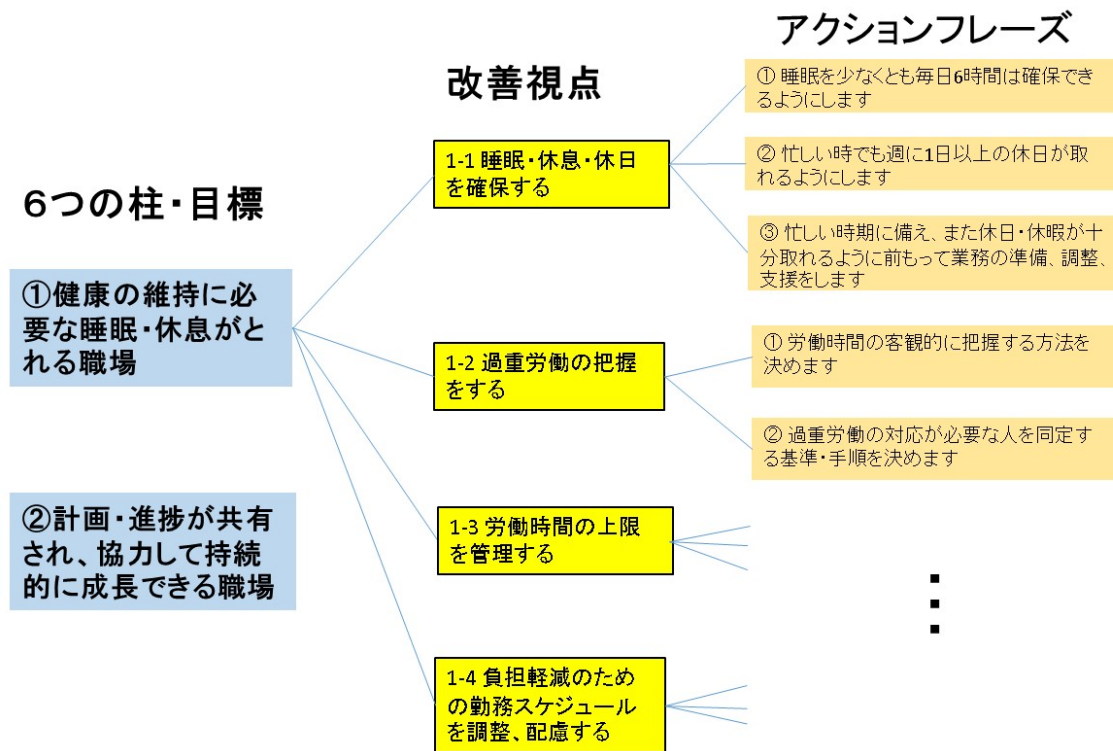 アクションフレーズ
改善視点
6つの柱・目標
①健康の維持に必
要な睡眠・休息がと
れる職場
②計画・進捗が共有
され、協力して持続
的に成長できる職場
1-1 睡眠・休息・休日
を確保する
① 睡眠を少なくとも毎日6時間は確保でき
るようにします
② 忙しい時でも週に1日以上の休日が取
れるようにします
③ 忙しい時期に備え、また休日・休暇が十
分取れるように前もって業務の準備、調整、
支援をします
1-2 過重労働の把握
をする
① 労働時間の客観的に把握する方法を
決めます
② 過重労働の対応が必要な人を同定す
る基準・手順を決めます
1-3 労働時間の上限
を管理する
1-4 負担軽減のため
の勤務スケジュール
を調整、配慮する